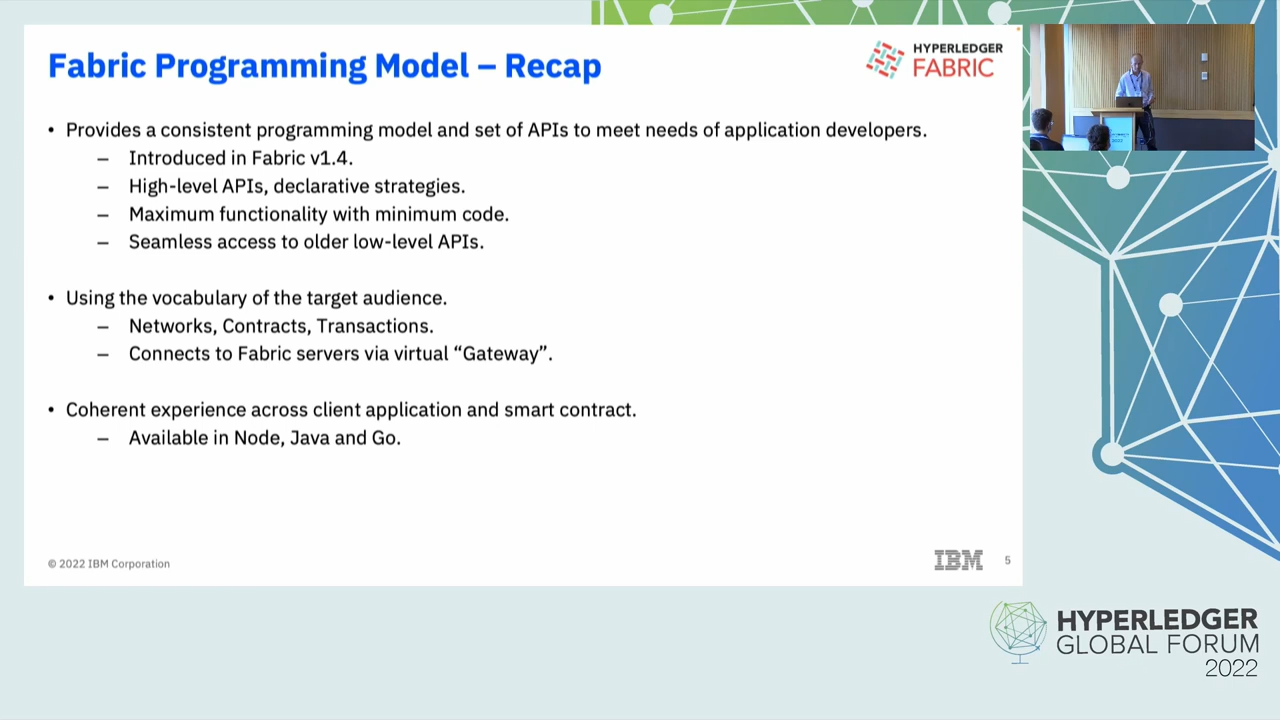 Fabric Programming Model – Recap
HYPERLEDGER
FABRIC
• Provides a consistent programming model and set of APIs to meet needs of application developers.
– Introduced in Fabric v1.4.
– High-level APIs, declarative strategies.
– Maximum functionality with minimum code.
– Seamless access to older low-level APIs.
• Using the vocabulary of the target audience.
– Networks, Contracts, Transactions.
– Connects to Fabric servers via virtual “Gateway”.
• Coherent experience across client application and smart contract.
– Available in Node, Java and Go.
© 2022 IBM Corporation
IBM
5
HYPERLEDGER
GLOBAL FORUM
2022